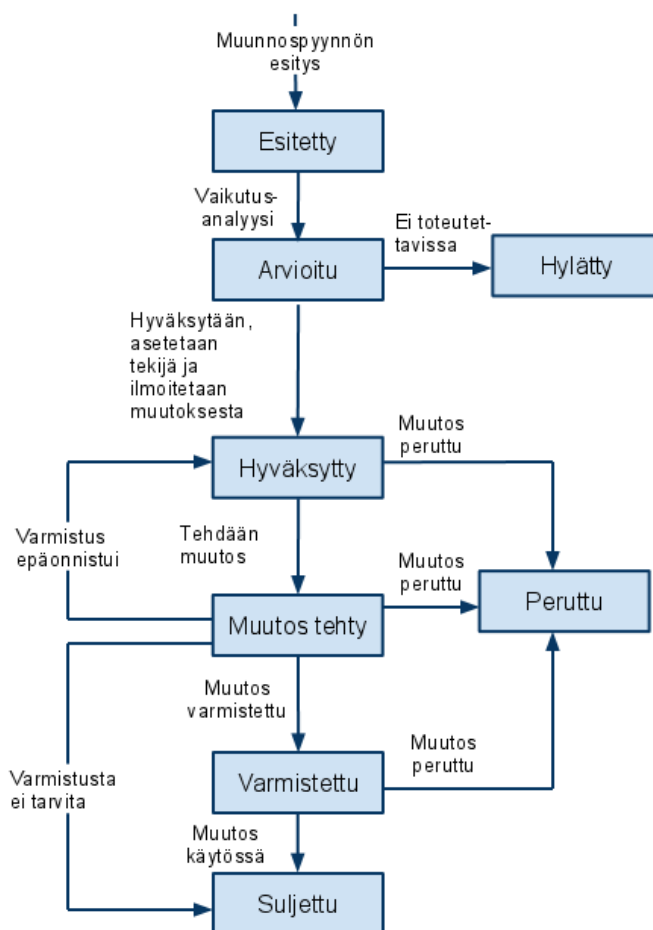 Muunnospyynnön
esitys
Esitetty
Vaikutus-
analyysi
Ei toteutet-
tavissa
Arvioitu
Hylätty
Hyväksytään,
asetetaan
tekijä ja
ilmoitetaan
muutoksesta
Muutos
peruttu
Hyväksytty
Varmistus
epäonnistui
Tehdään
muutos
Muutos
peruttu
Peruttu
Muutos tehty
Muutos
varmistettu
Muutos
peruttu
Varmistusta
ei tarvita
Varmistettu
Muutos
käytössä
Suljettu